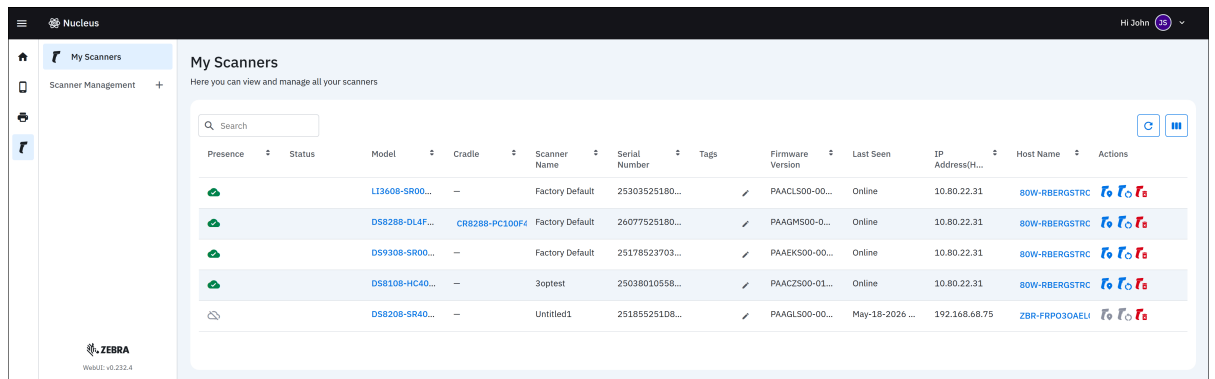 Nucleus
Hi John JS
My Scanners
Scanner Management +
My Scanners
Here you can view and manage all your scanners
Search
Presence Status Model Cradle Scanner Name Serial Number Tags Firmware Version Last Seen IP Address(H... Host Name Actions
LI3608-SR00... — Factory Default 25303525180... PAACLS00-00... Online 10.80.22.31 80W-RBERGSTRC
DS8288-DL4F... CR8288-PC100F4 Factory Default 26077525180... PAAGMS00-0... Online 10.80.22.31 80W-RBERGSTRC
DS9308-SR00... — Factory Default 25178523703... PAAEKS00-00... Online 10.80.22.31 80W-RBERGSTRC
DS8108-HC40... — 3optest 25038010558... PAACZS00-01... Online 10.80.22.31 80W-RBERGSTRC
DS8208-SR40... — Untitled1 251855251D8... PAAGLS00-00... May-18-2026 ... 192.168.68.75 ZBR-FRPO3OAEL
ZEBRA
WebUI: v0.232.4